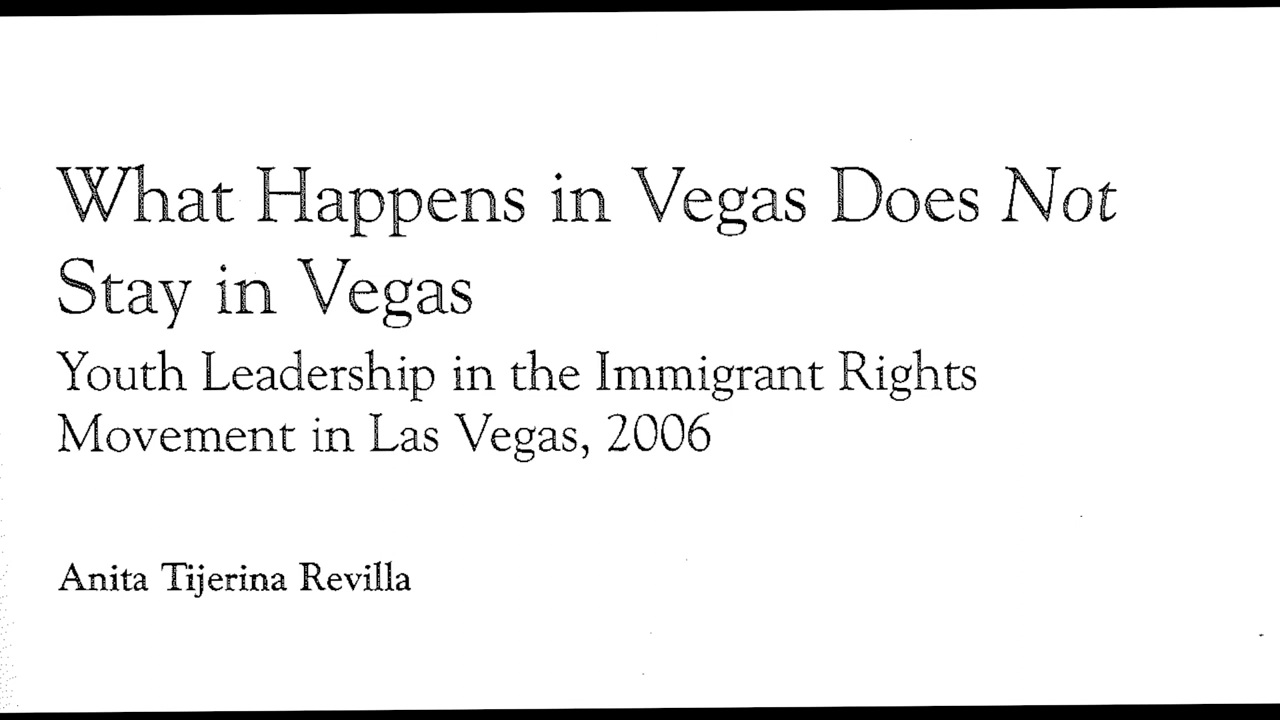 What Happens in Vegas Does Not
Stay in Vegas
Youth Leadership in the Immigrant Rights
Movement in Las Vegas, 2006
Anita Tijerina Revilla